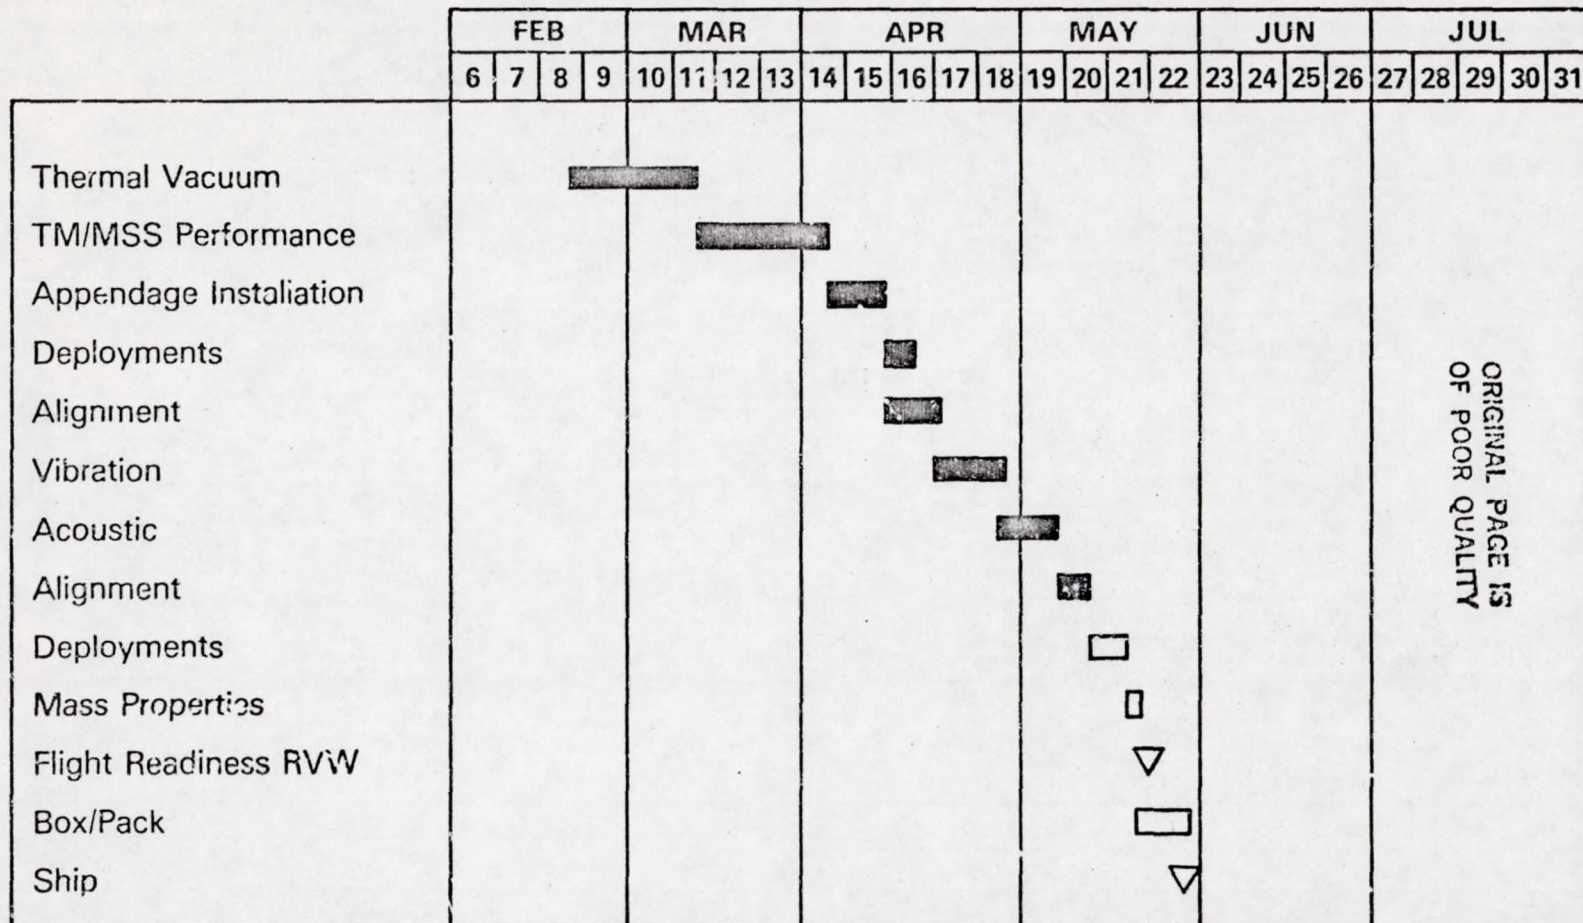 FEB MAR APR MAY JUN JUL
6 7 8 9 10 11 12 13 14 15 16 17 18 19 20 21 22 23 24 25 26 27 28 29 30 31
Thermal Vacuum
TM/MSS Performance
Appendage Installation
Deployments
Alignment
Vibration
Acoustic
Alignment
Deployments
Mass Properties
Flight Readiness RVW
Box/Pack
Ship
ORIGINAL PAGE IS
OF POOR QUALITY